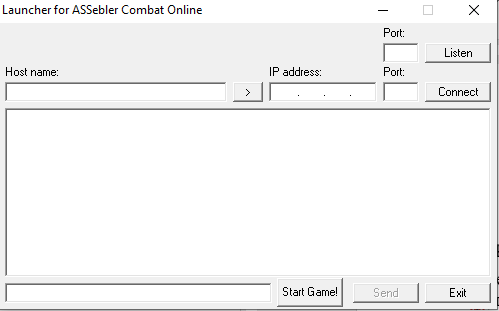 Launcher for ASSebler Combat Online
Port:
Listen
Host name:
IP address:
Port:
>
. . .
Connect
Start Game!
Send
Exit